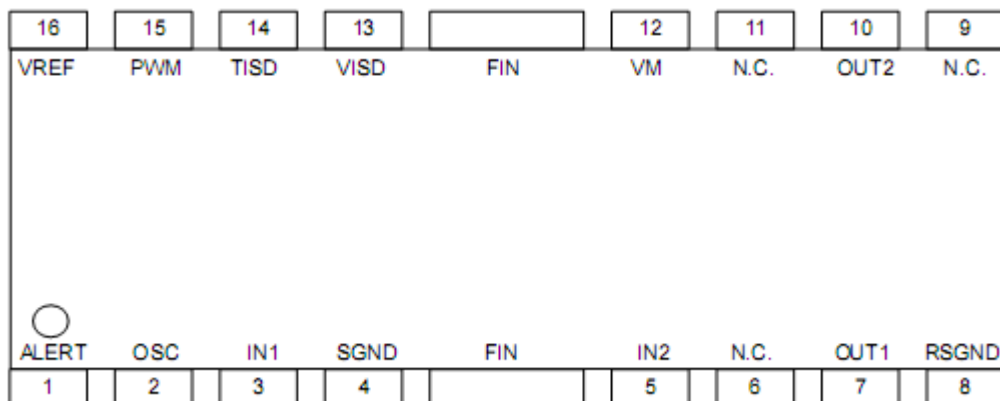 16 15 14 13 12 11 10 9
VREF PWM TISD VISD FIN VM N.C. OUT2 N.C.
ALERT OSC IN1 SGND FIN IN2 N.C. OUT1 RSGND
1 2 3 4 5 6 7 8